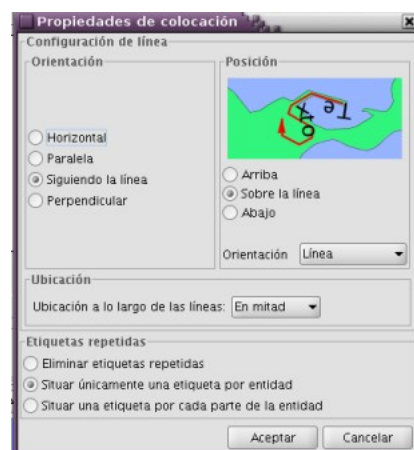 Propiedades de colocación
Configuración de línea
Orientación
Horizontal
Paralela
Siguiendo la línea
Perpendicular
Posición
Te
x
o
Arriba
Sobre la línea
Abajo
Orientación Línea
Ubicación
Ubicación a lo largo de las líneas: En mitad
Etiquetas repetidas
Eliminar etiquetas repetidas
Situar únicamente una etiqueta por entidad
Situar una etiqueta por cada parte de la entidad
Aceptar Cancelar